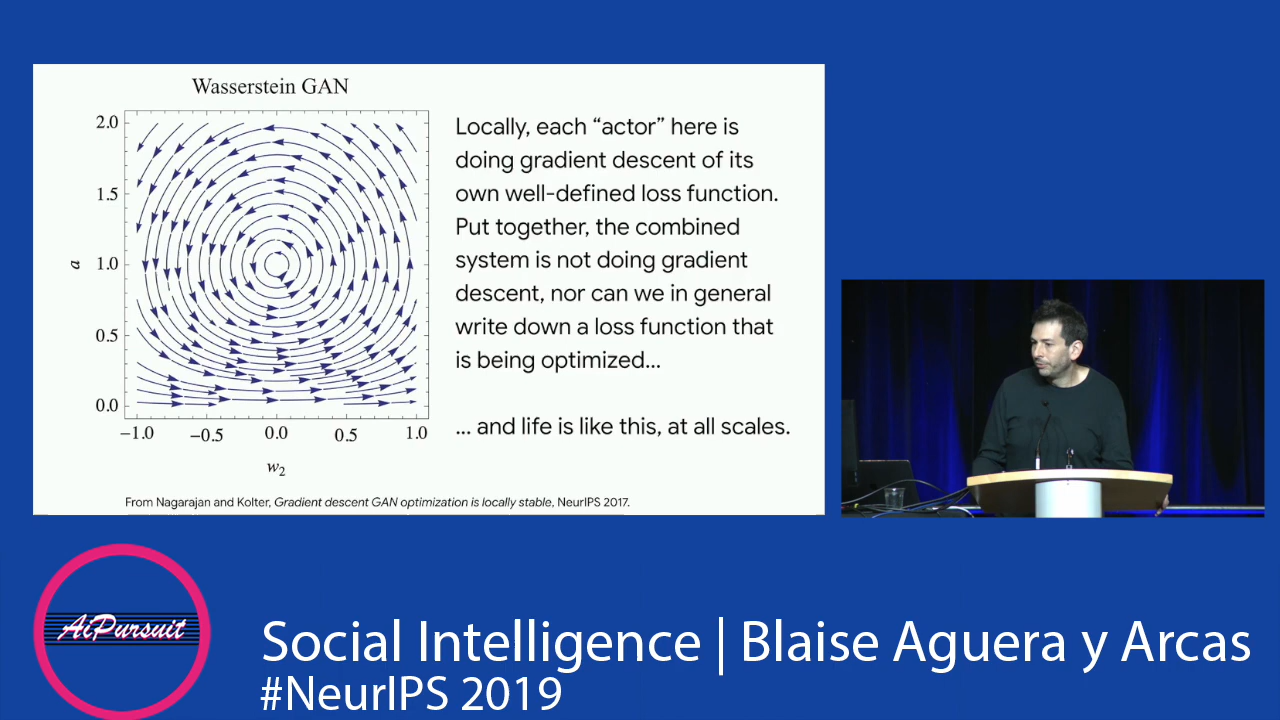 Wasserstein GAN
2.0
1.5
1.0
0.5
0.0
a
−1.0 −0.5 0.0 0.5 1.0
w2
Locally, each “actor” here is
doing gradient descent of its
own well-defined loss function.
Put together, the combined
system is not doing gradient
descent, nor can we in general
write down a loss function that
is being optimized...
... and life is like this, at all scales.
From Nagarajan and Kolter, Gradient descent GAN optimization is locally stable, NeurIPS 2017.
AiPursuit
Social Intelligence | Blaise Aguera y Arcas
#NeurIPS 2019